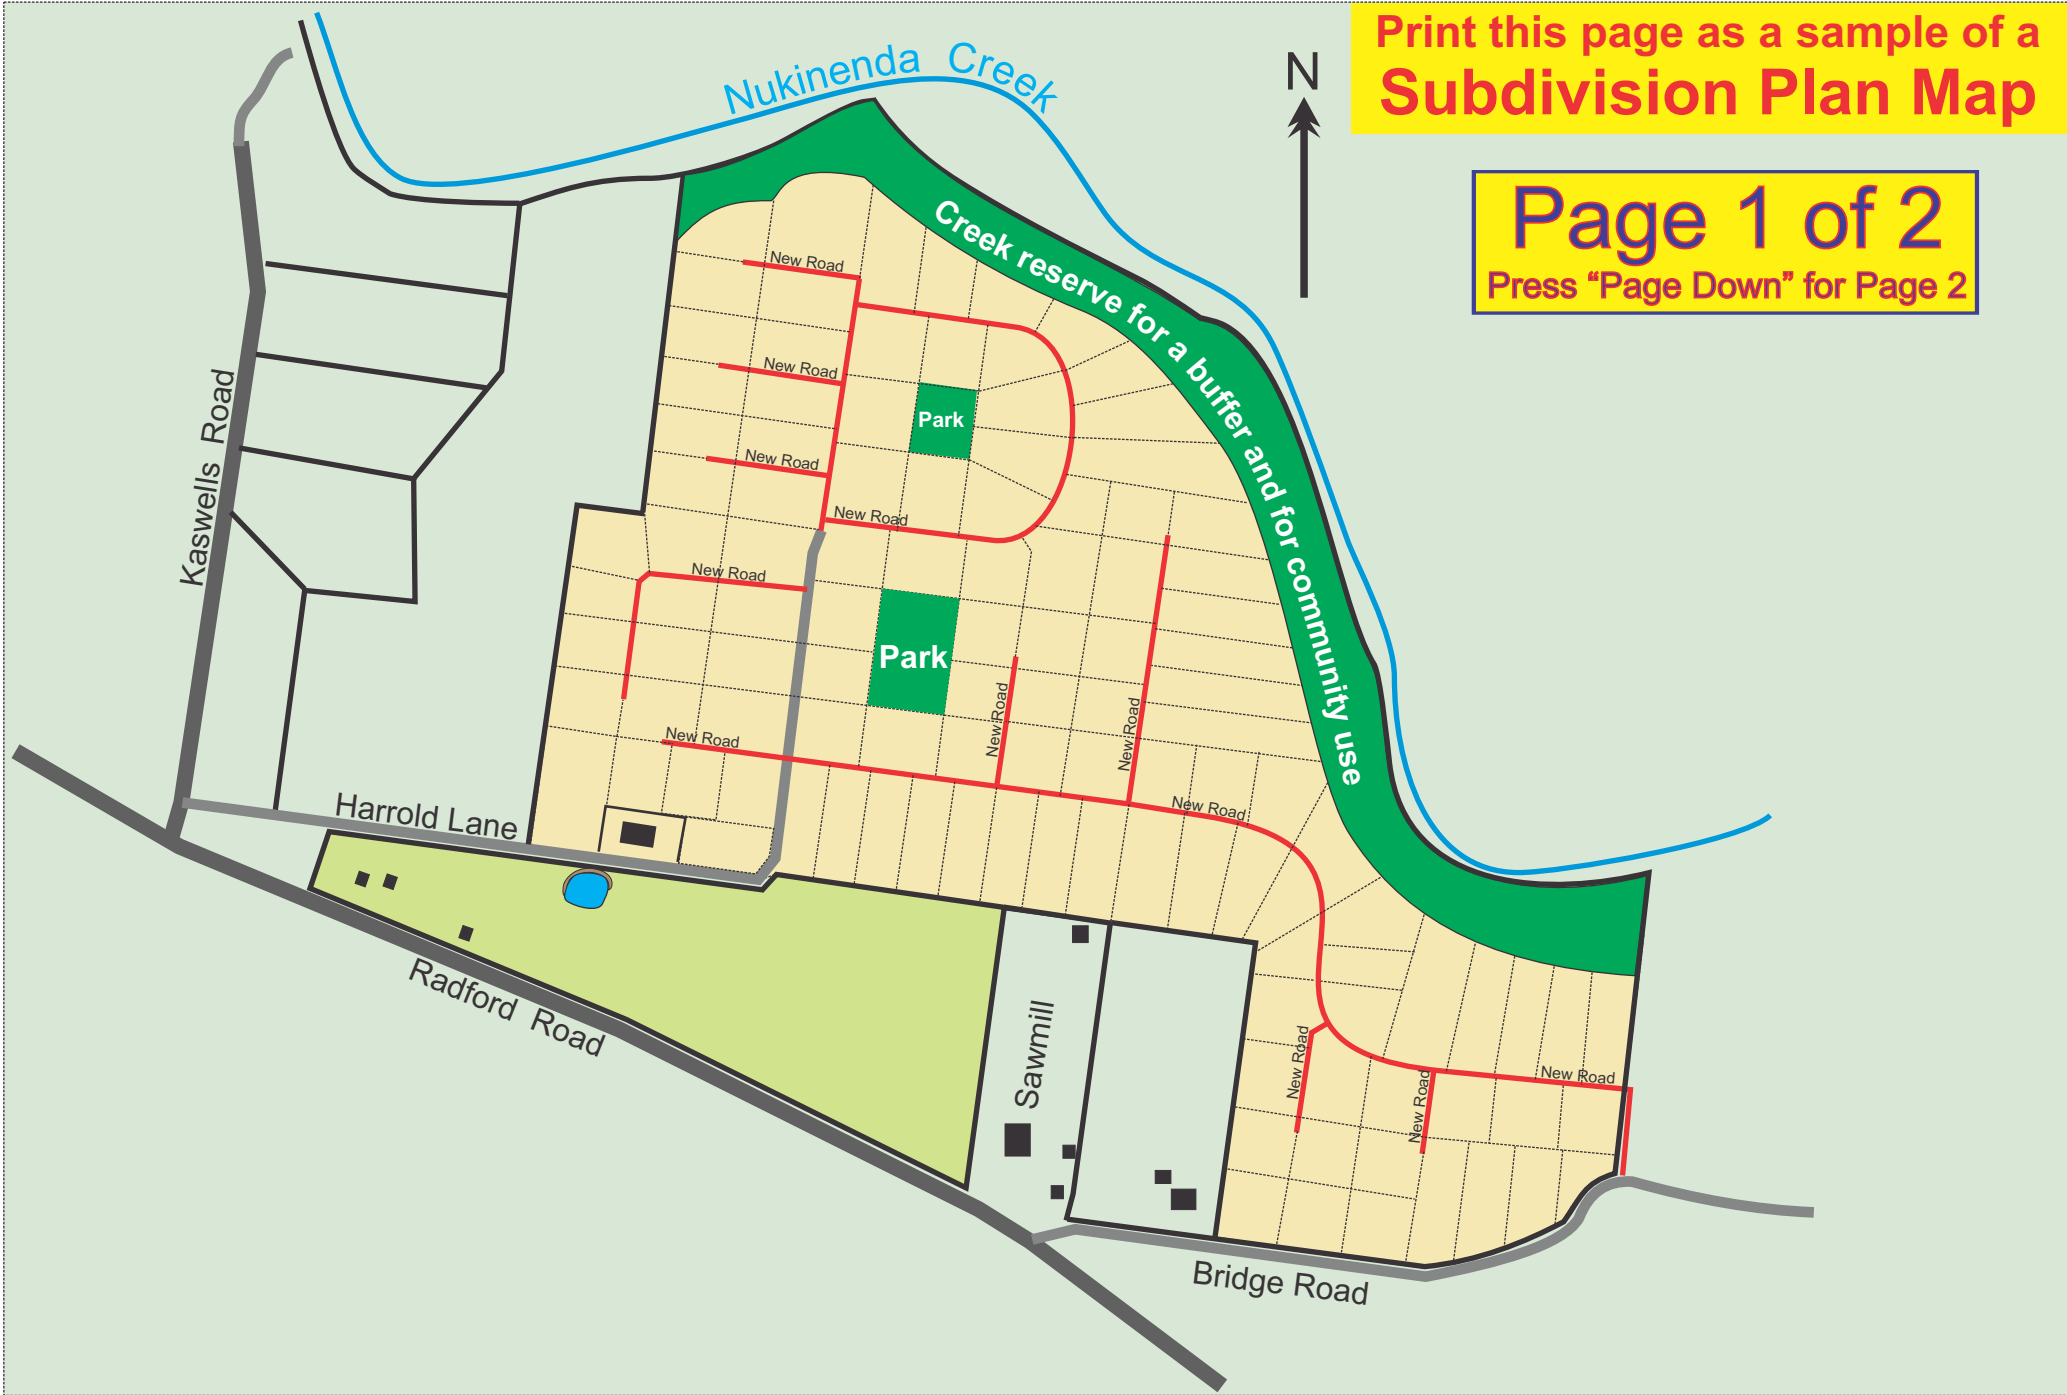 Print this page as a sample of a
Subdivision Plan Map
Page 1 of 2
Press “Page Down” for Page 2
N
Nukinenda Creek
Creek reserve for a buffer and for community use
New Road
New Road
Park
New Road
New Road
New Road
Park
New Road
New Road
New Road
New Road
Kaswells Road
Harrold Lane
Radford Road
Sawmill
New Road
New Road
New Road
Bridge Road